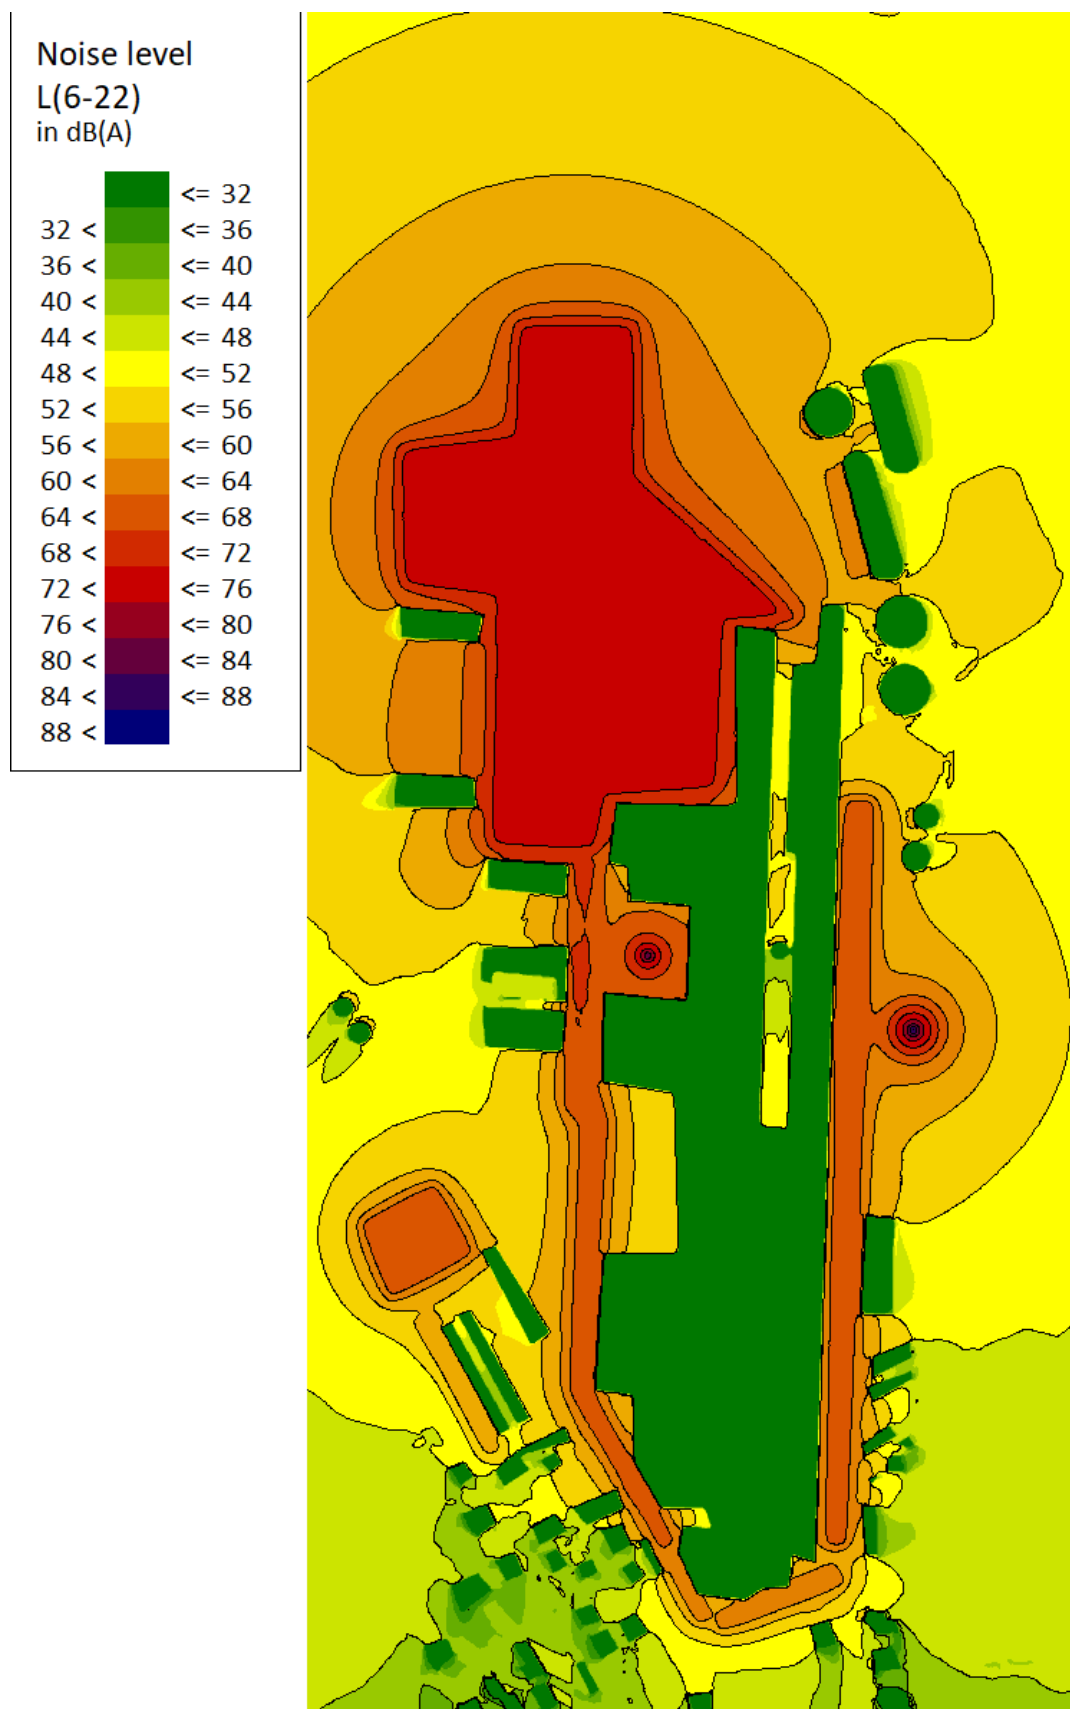 Noise level
L(6-22)
in dB(A)
<= 32
32 < <= 36
36 < <= 40
40 < <= 44
44 < <= 48
48 < <= 52
52 < <= 56
56 < <= 60
60 < <= 64
64 < <= 68
68 < <= 72
72 < <= 76
76 < <= 80
80 < <= 84
84 < <= 88
88 <